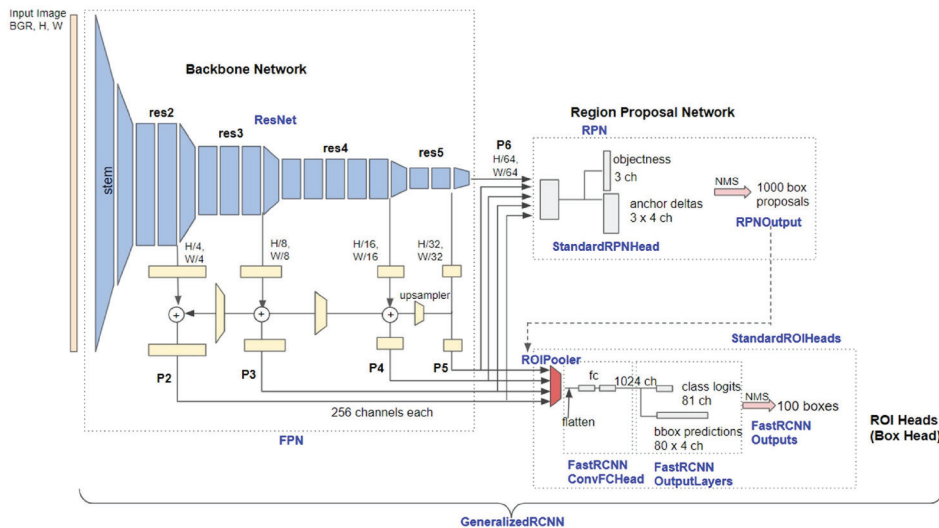 Input Image
BGR, H, W
Backbone Network
ResNet
stem
res2
res3
res4
res5
H/4,
W/4
H/8,
W/8
H/16,
W/16
H/32,
W/32
upsampler
P2
P3
P4
P5
256 channels each
FPN
P6
H/64,
W/64
Region Proposal Network
RPN
objectness
3 ch
anchor deltas
3 x 4 ch
StandardRPNHead
NMS
1000 box
proposals
RPNOutput
StandardROIHeads
ROIPooler
flatten
fc
1024 ch
class logits
81 ch
bbox predictions
80 x 4 ch
FastRCNN
ConvFCHead
FastRCNN
OutputLayers
NMS
100 boxes
FastRCNN
Outputs
ROI Heads
(Box Head)
GeneralizedRCNN